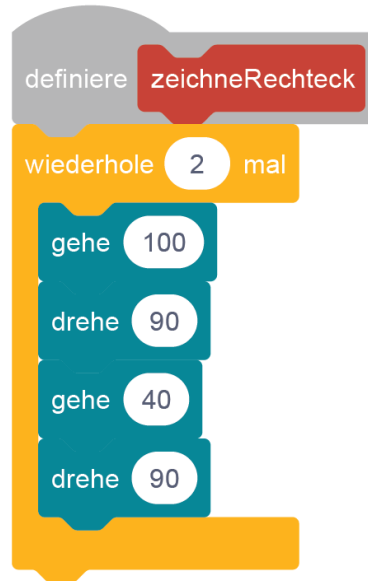 definiere zeichneRechteck
wiederhole 2 mal
gehe 100
drehe 90
gehe 40
drehe 90